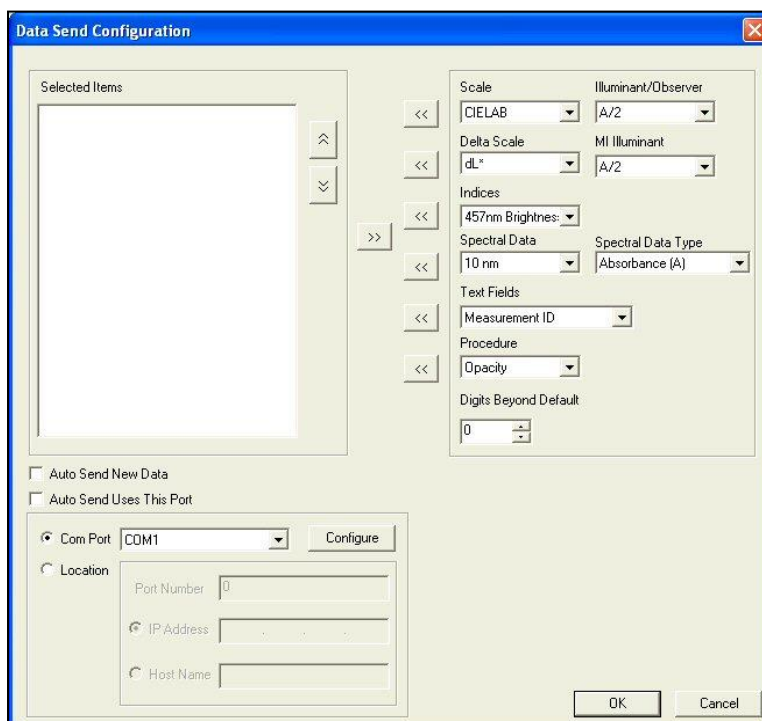 Data Send Configuration
Selected Items
Scale
Illuminant/Observer
<<
CIELAB
A/2
Delta Scale
MI Illuminant
<<
dL*
A/2
Indices
<<
457nm Brightnes
>>
Spectral Data
Spectral Data Type
<<
10 nm
Absorbance (A)
Text Fields
<<
Measurement ID
Procedure
<<
Opacity
Digits Beyond Default
0
Auto Send New Data
Auto Send Uses This Port
Com Port
COM1
Configure
Location
Port Number
0
IP Address
. . .
Host Name
OK
Cancel